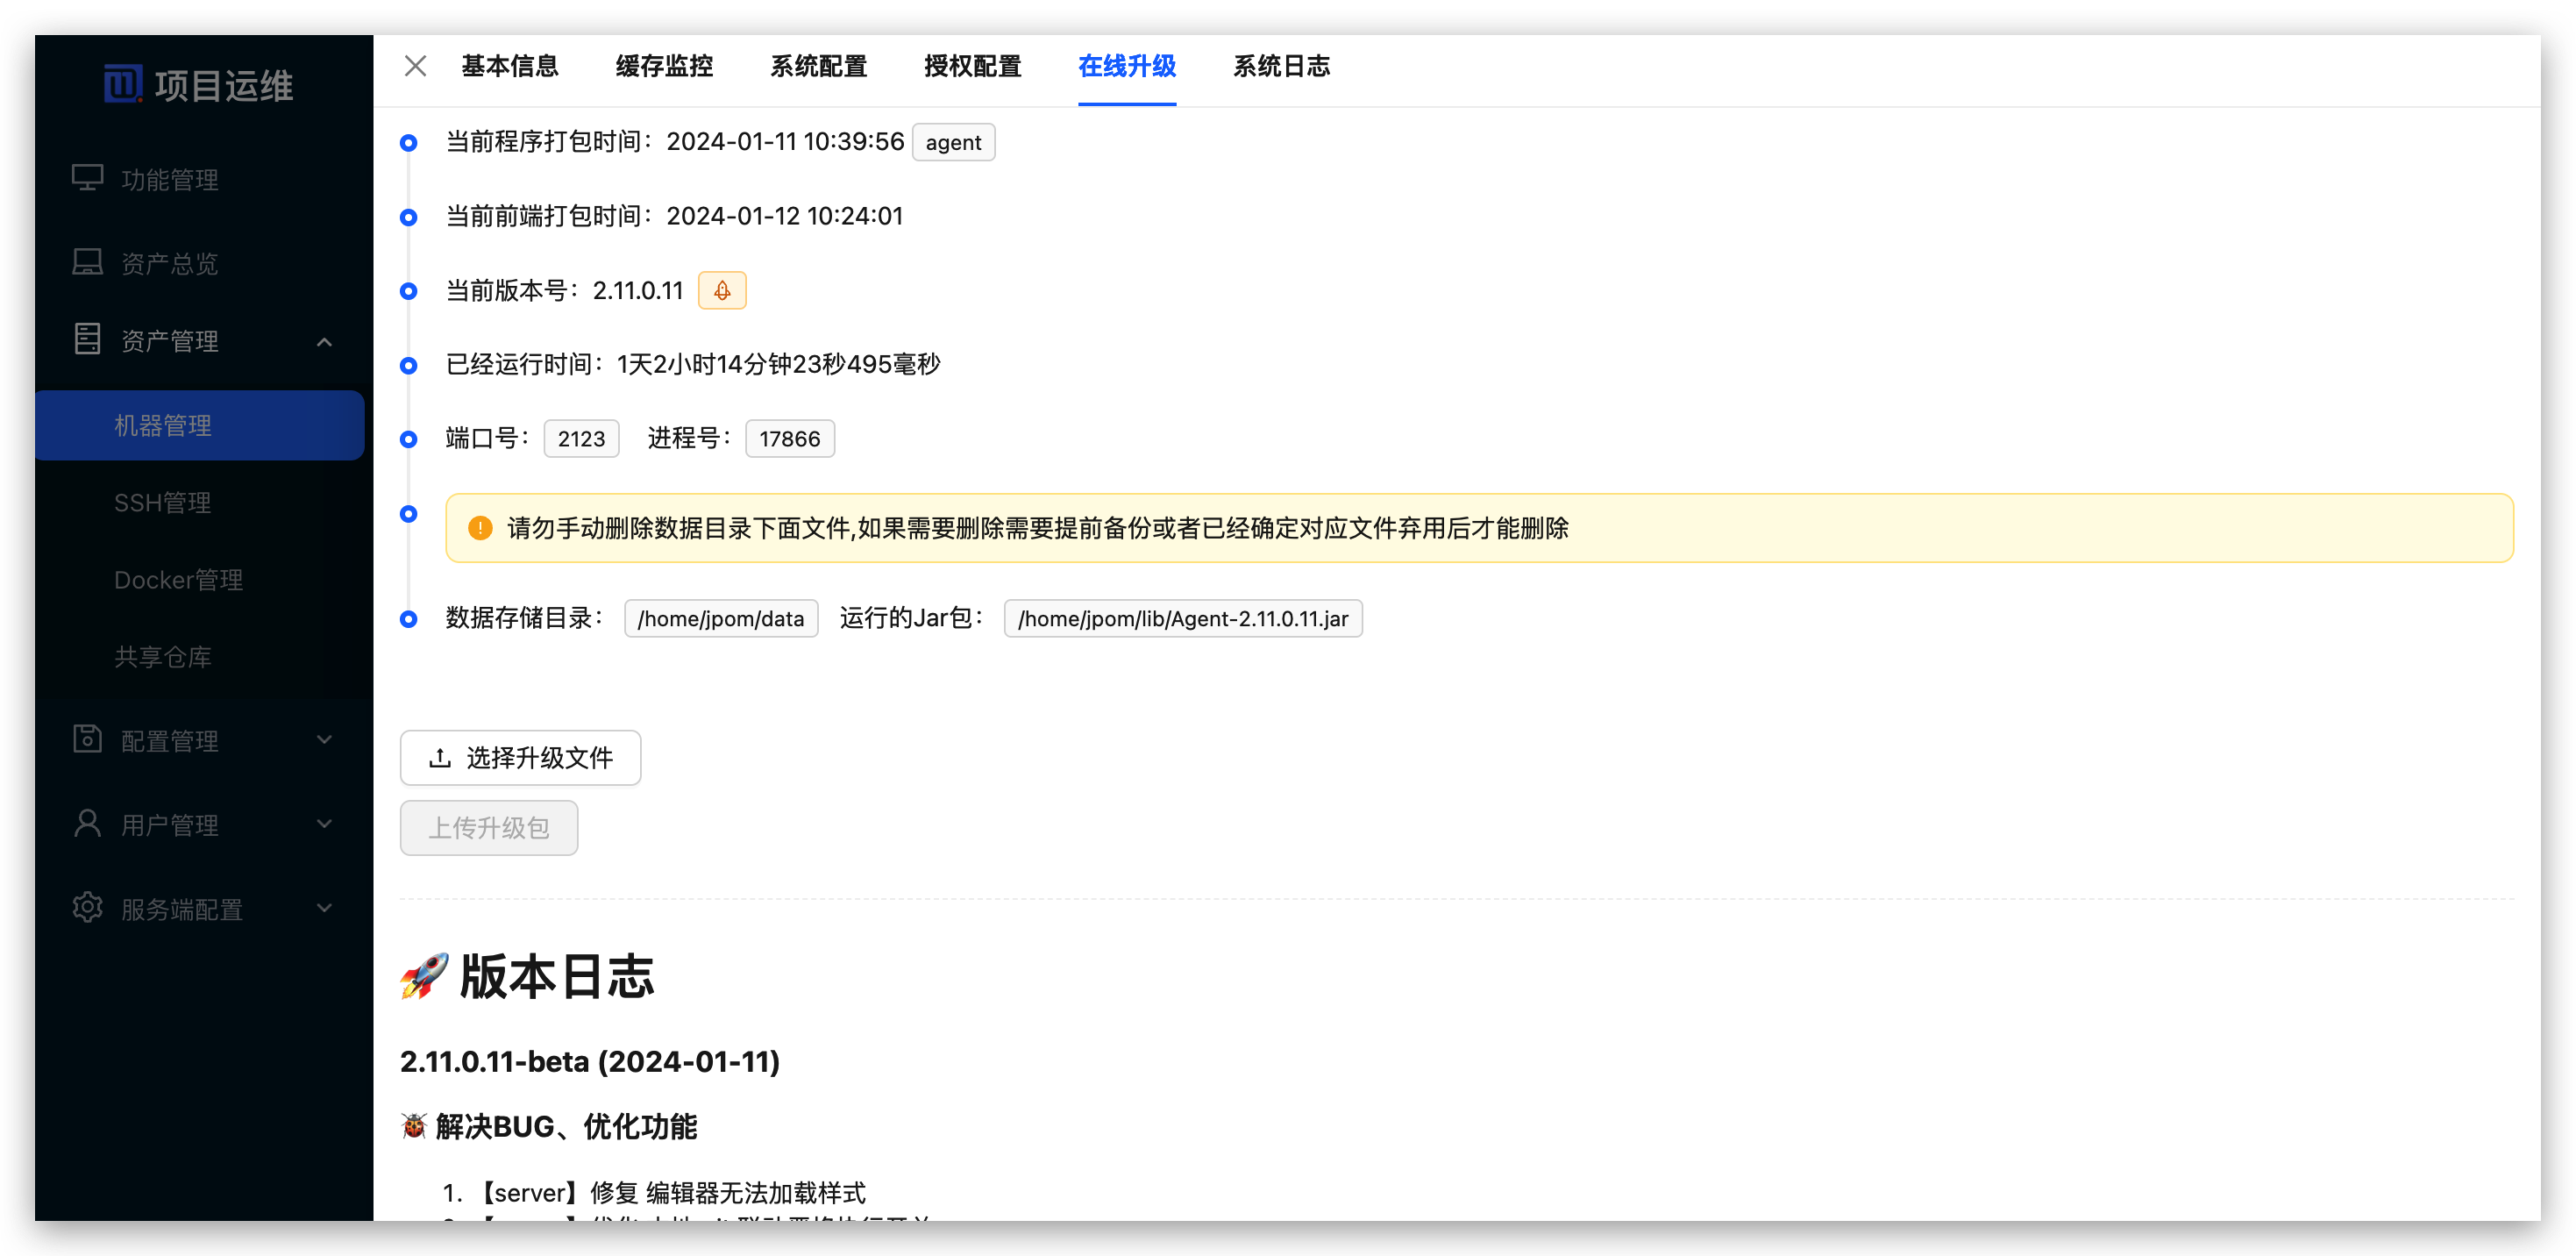 项目运维
功能管理
资产总览
资产管理
机器管理
SSH管理
Docker管理
共享仓库
配置管理
用户管理
服务端配置
基本信息 缓存监控 系统配置 授权配置 在线升级 系统日志
当前程序打包时间：2024-01-11 10:39:56 agent
当前前端打包时间：2024-01-12 10:24:01
当前版本号：2.11.0.11
已经运行时间：1天2小时14分钟23秒495毫秒
端口号： 2123 进程号： 17866
请勿手动删除数据目录下面文件,如果需要删除需要提前备份或者已经确定对应文件弃用后才能删除
数据存储目录： /home/jpom/data 运行的Jar包： /home/jpom/lib/Agent-2.11.0.11.jar
选择升级文件
上传升级包
🚀 版本日志
2.11.0.11-beta (2024-01-11)
🐞 解决BUG、优化功能
1. 【server】修复 编辑器无法加载样式